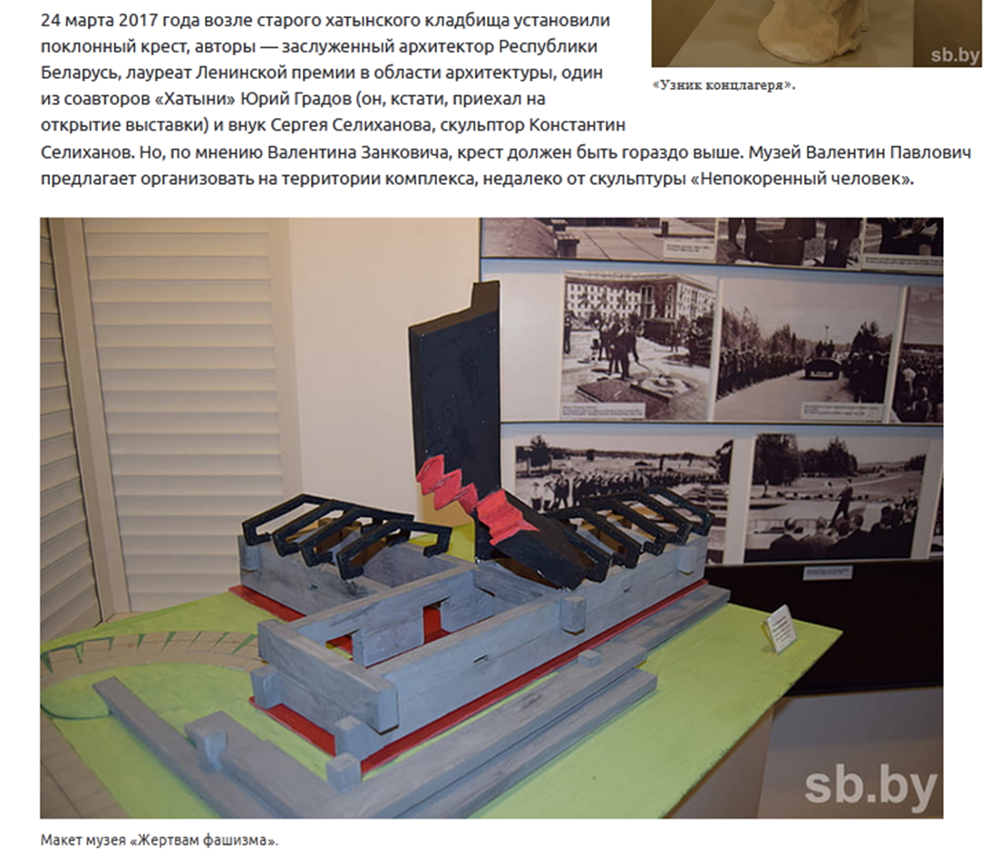 24 марта 2017 года возле старого хатынского кладбища установили
поклонный крест, авторы — заслуженный архитектор Республики
Беларусь, лауреат Ленинской премии в области архитектуры, один
из соавторов «Хатыни» Юрий Градов (он, кстати, приехал на
открытие выставки) и внук Сергея Селиханова, скульптор Константин
Селиханов. Но, по мнению Валентина Занковича, крест должен быть гораздо выше. Музей Валентин Павлович
предлагает организовать на территории комплекса, недалеко от скульптуры «Непокоренный человек».
sb.by
«Узник концлагеря».
sb.by
Макет музея «Жертвам фашизма».